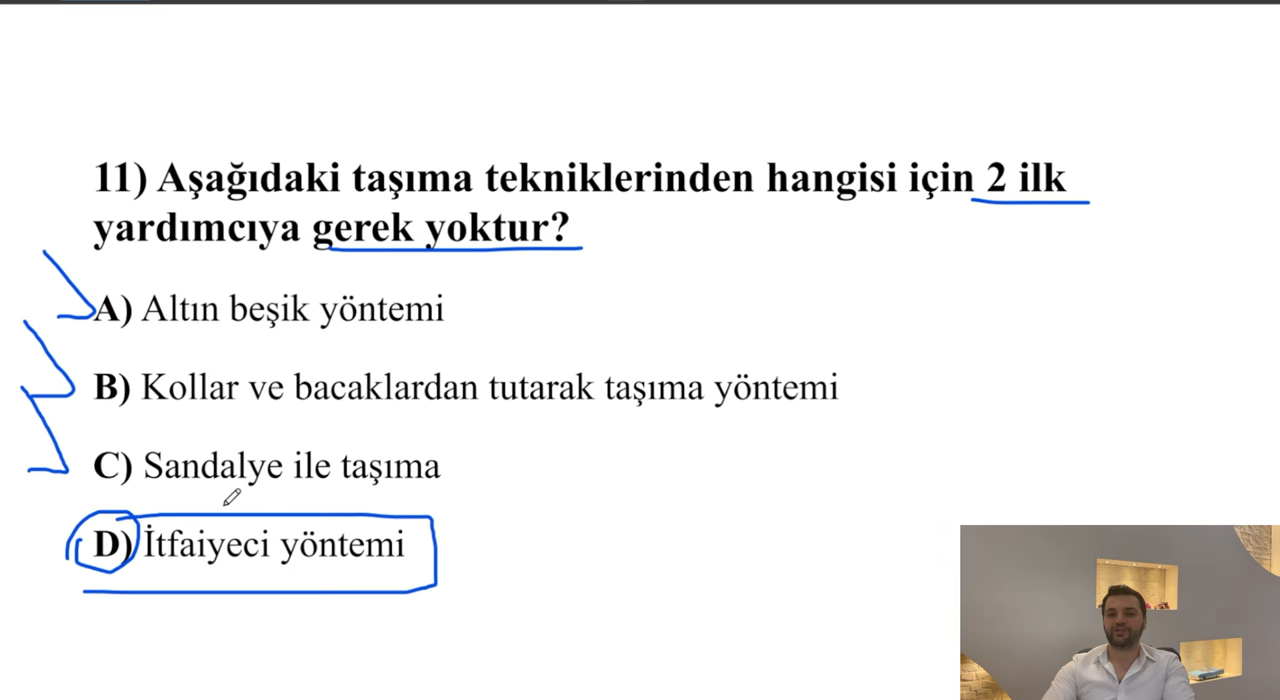 11) Aşağıdaki taşıma tekniklerinden hangisi için 2 ilk
yardımcıya gerek yoktur?
A) Altın beşik yöntemi
B) Kollar ve bacaklardan tutarak taşıma yöntemi
C) Sandalye ile taşıma
D) İtfaiyeci yöntemi